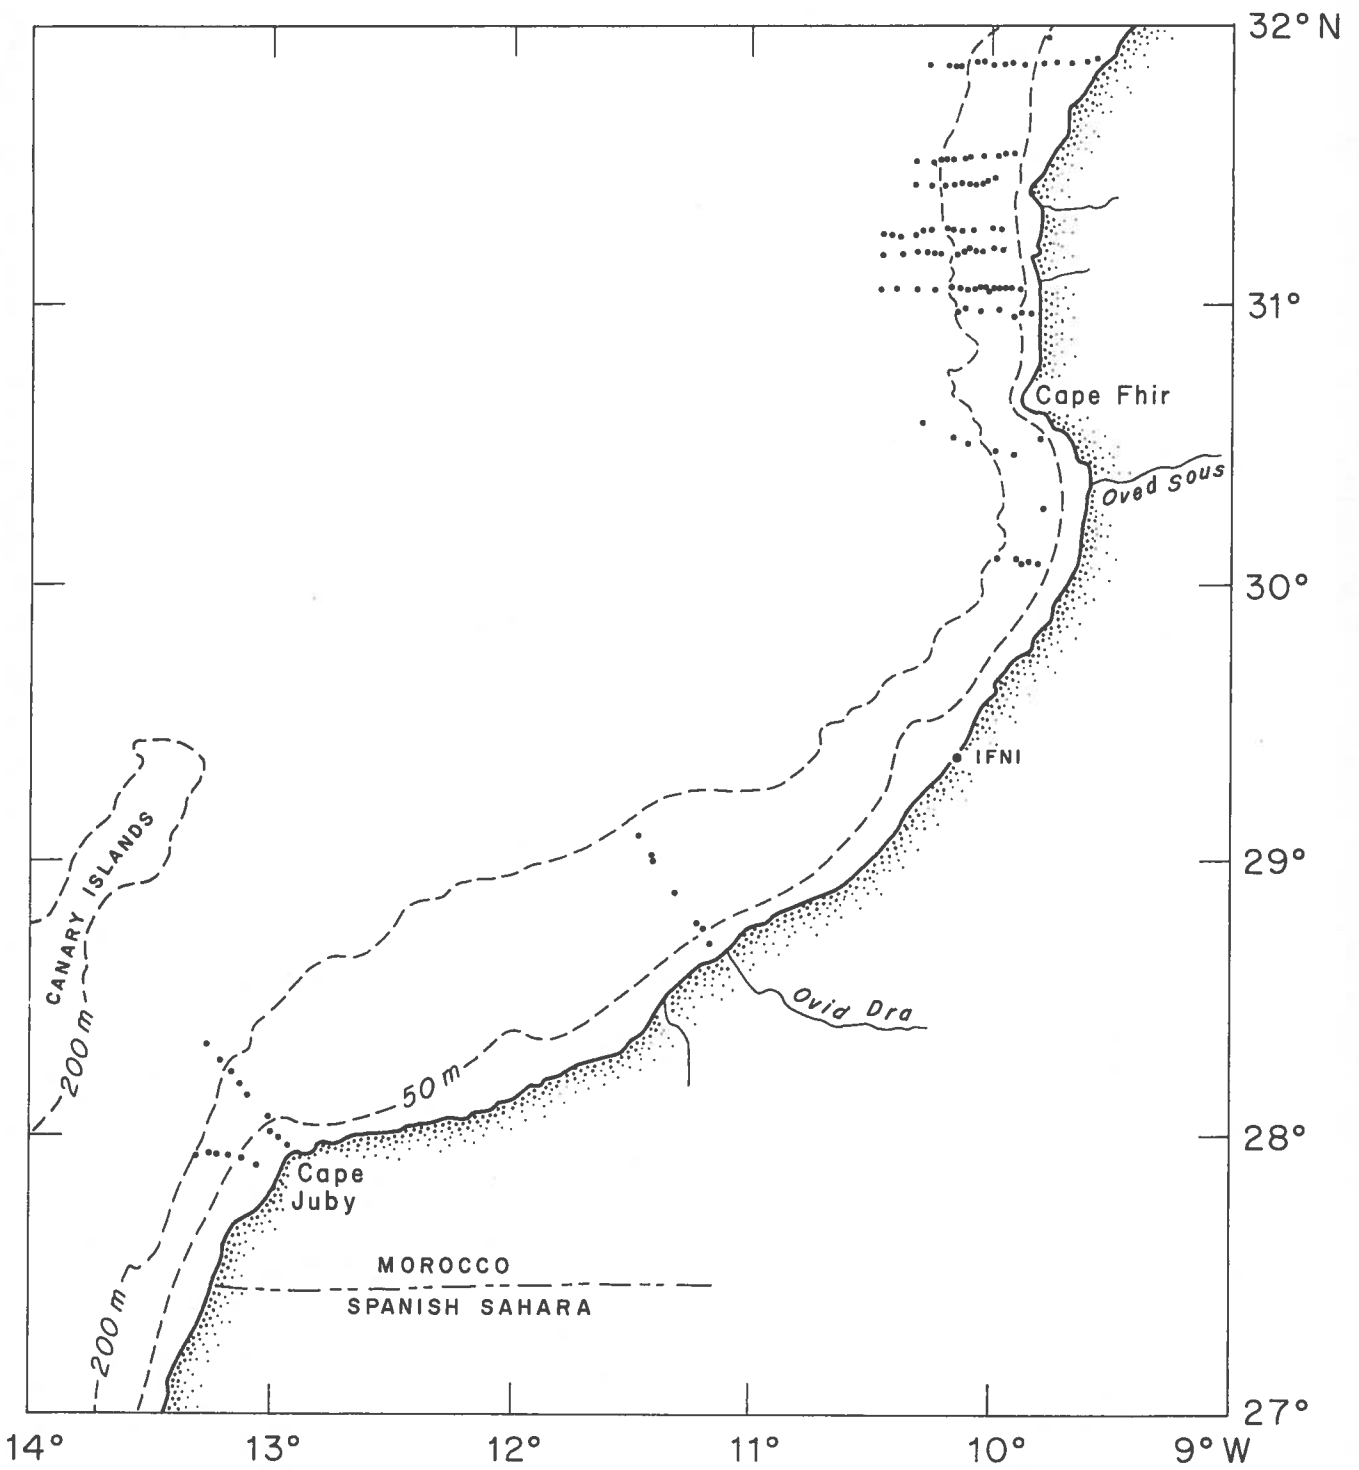 32° N
31°
Cape Fhir
Oved Sous
30°
IFNI
29°
CANARY ISLANDS
200 m
Ovid Dra
50 m
28°
Cape
Juby
MOROCCO
SPANISH SAHARA
200 m
27°
14° 13° 12° 11° 10° 9° W